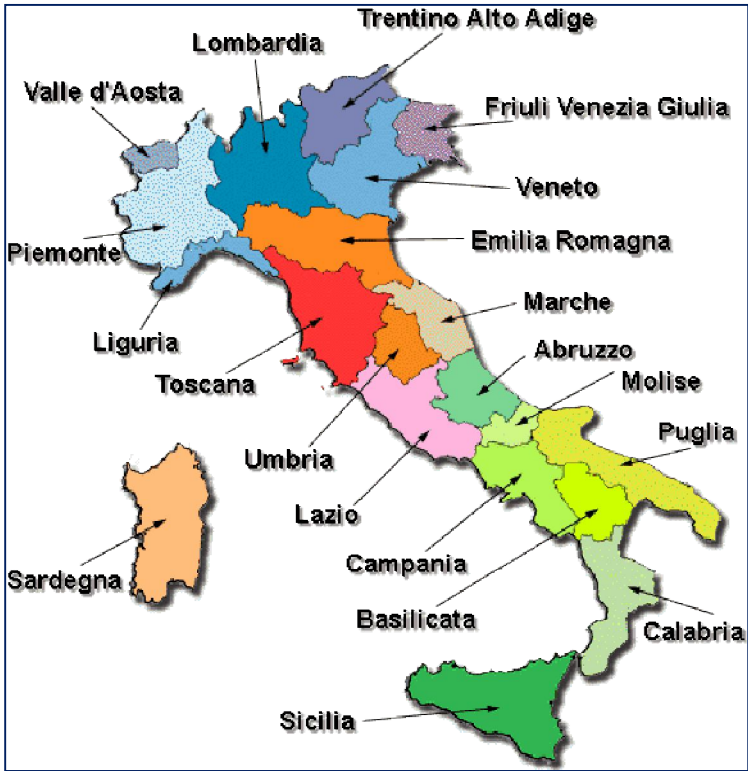 Trentino Alto Adige
Lombardia
Valle d'Aosta
Friuli Venezia Giulia
Veneto
Piemonte
Emilia Romagna
Marche
Liguria
Abruzzo
Toscana
Molise
Puglia
Umbria
Lazio
Campania
Sardegna
Basilicata
Calabria
Sicilia